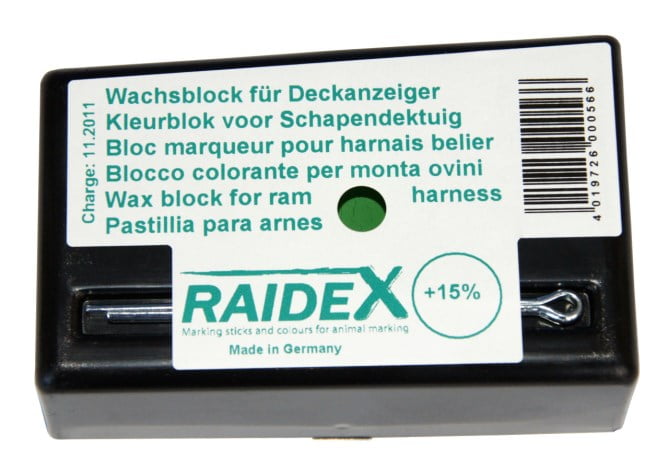 Charge: 11.2011
Wachsblock für Deckanzeiger
Kleurblok voor Schapendektuig
Bloc marqueur pour harnais belier
Blocco colorante per monta ovini
Wax block for ram harness
Pastillia para arnes
4 019726 000566
RAIDEX
Marking sticks and colours for animal marking
Made in Germany
+15%